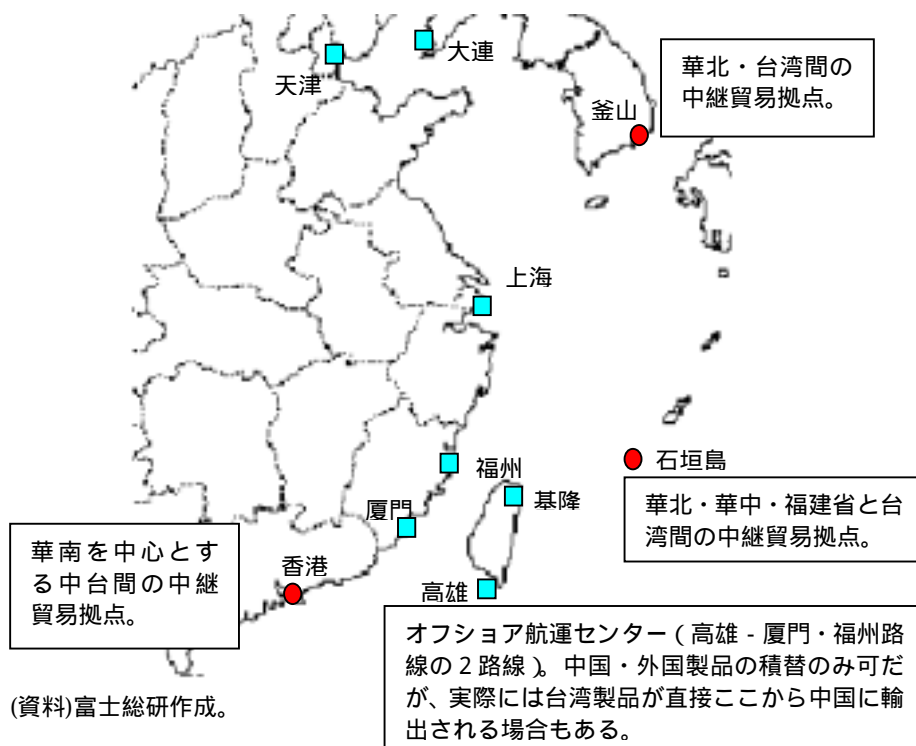 大連
天津
華北・台湾間の
中継貿易拠点。
釜山
上海
福州
石垣島
基隆
華北・華中・福建省と台
湾間の中継貿易拠点。
厦門
華南を中心とす
る中台間の中継
貿易拠点。
香港
高雄
オフショア航運センター(高雄-厦門・福州路
線の2路線)。中国・外国製品の積替のみ可だ
が、実際には台湾製品が直接ここから中国に輸
出される場合もある。
(資料)富士総研作成。